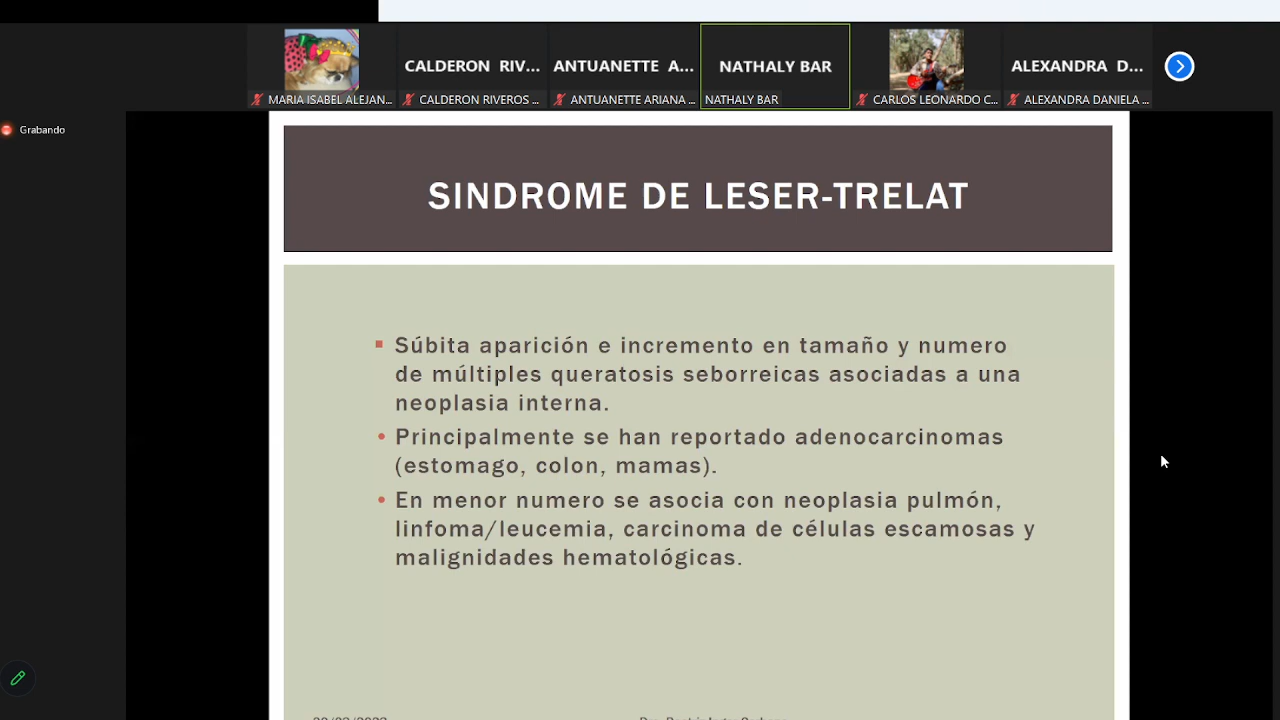 CALDERON RIV...
ANTUANETTE A...
NATHALY BAR
ALEXANDRA D...
MARIA ISABEL ALEJAN...
CALDERON RIVEROS ...
ANTUANETTE ARIANA ...
NATHALY BAR
CARLOS LEONARDO C...
ALEXANDRA DANIELA ...
Grabando
SINDROME DE LESER-TRELAT
Súbita aparición e incremento en tamaño y numero
de múltiples queratosis seborreicas asociadas a una
neoplasia interna.
Principalmente se han reportado adenocarcinomas
(estomago, colon, mamas).
En menor numero se asocia con neoplasia pulmón,
linfoma/leucemia, carcinoma de células escamosas y
malignidades hematológicas.